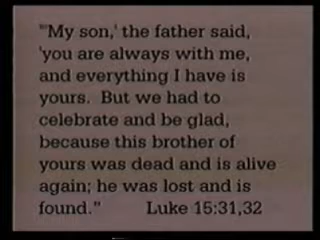 "'My son,' the father said,
'you are always with me,
and everything I have is
yours. But we had to
celebrate and be glad,
because this brother of
yours was dead and is alive
again; he was lost and is
found." Luke 15:31,32